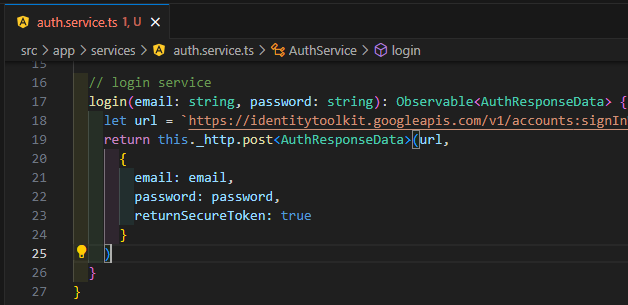 auth.service.ts 1, U
src > app > services > auth.service.ts > AuthService > login
15
16 // login service
17 login(email: string, password: string): Observable<AuthResponseData> {
18 let url = `https://identitytoolkit.googleapis.com/v1/accounts:signIn
19 return this._http.post<AuthResponseData>(url,
20 {
21 email: email,
22 password: password,
23 returnSecureToken: true
24 }
25 )
26 }
27 }